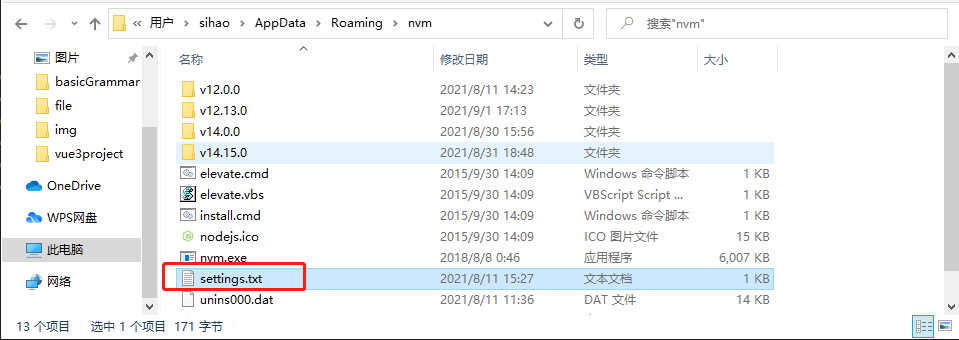 « 用户 › sihao › AppData › Roaming › nvm
搜索"nvm"
图片
basicGrammar
file
img
vue3project
OneDrive
WPS网盘
此电脑
网络
名称 修改日期 类型 大小
v12.0.0 2021/8/11 14:23 文件夹
v12.13.0 2021/9/1 17:13 文件夹
v14.0.0 2021/8/30 15:56 文件夹
v14.15.0 2021/8/31 18:48 文件夹
elevate.cmd 2015/9/30 14:09 Windows 命令脚本 1 KB
elevate.vbs 2015/9/30 14:09 VBScript Script ... 1 KB
install.cmd 2015/9/30 14:09 Windows 命令脚本 1 KB
nodejs.ico 2015/9/30 14:09 ICO 图片文件 15 KB
nvm.exe 2018/8/8 0:46 应用程序 6,007 KB
settings.txt 2021/8/11 15:27 文本文档 1 KB
unins000.dat 2021/8/11 11:36 DAT 文件 14 KB
13 个项目 选中 1 个项目 171 字节